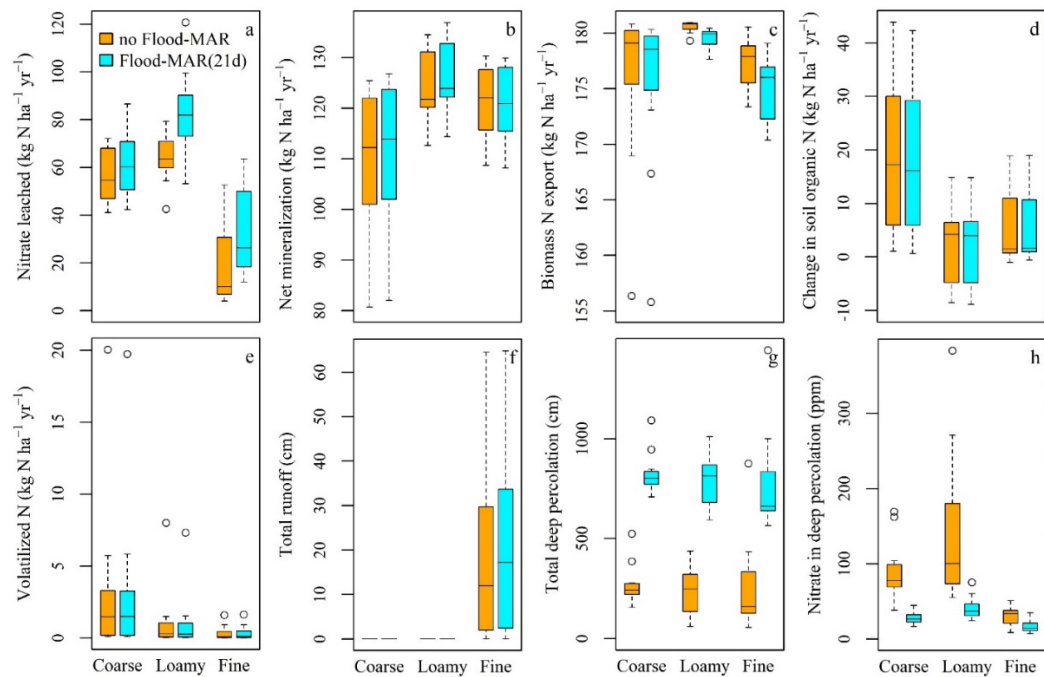 a
no Flood-MAR
Flood-MAR(21d)
Nitrate leached (kg N ha⁻¹ yr⁻¹)
0 20 40 60 80 100 120
b
Net mineralization (kg N ha⁻¹ yr⁻¹)
80 90 100 110 120 130
c
Biomass N export (kg N ha⁻¹ yr⁻¹)
155 160 165 170 175 180
d
Change in soil organic N (kg N ha⁻¹ yr⁻¹)
-10 0 10 20 30 40
e
Volatilized N (kg N ha⁻¹ yr⁻¹)
0 5 10 15 20
Coarse Loamy Fine
f
Total runoff (cm)
0 10 20 30 40 50 60
Coarse Loamy Fine
g
Total deep percolation (cm)
0 500 1000
Coarse Loamy Fine
h
Nitrate in deep percolation (ppm)
0 100 200 300
Coarse Loamy Fine